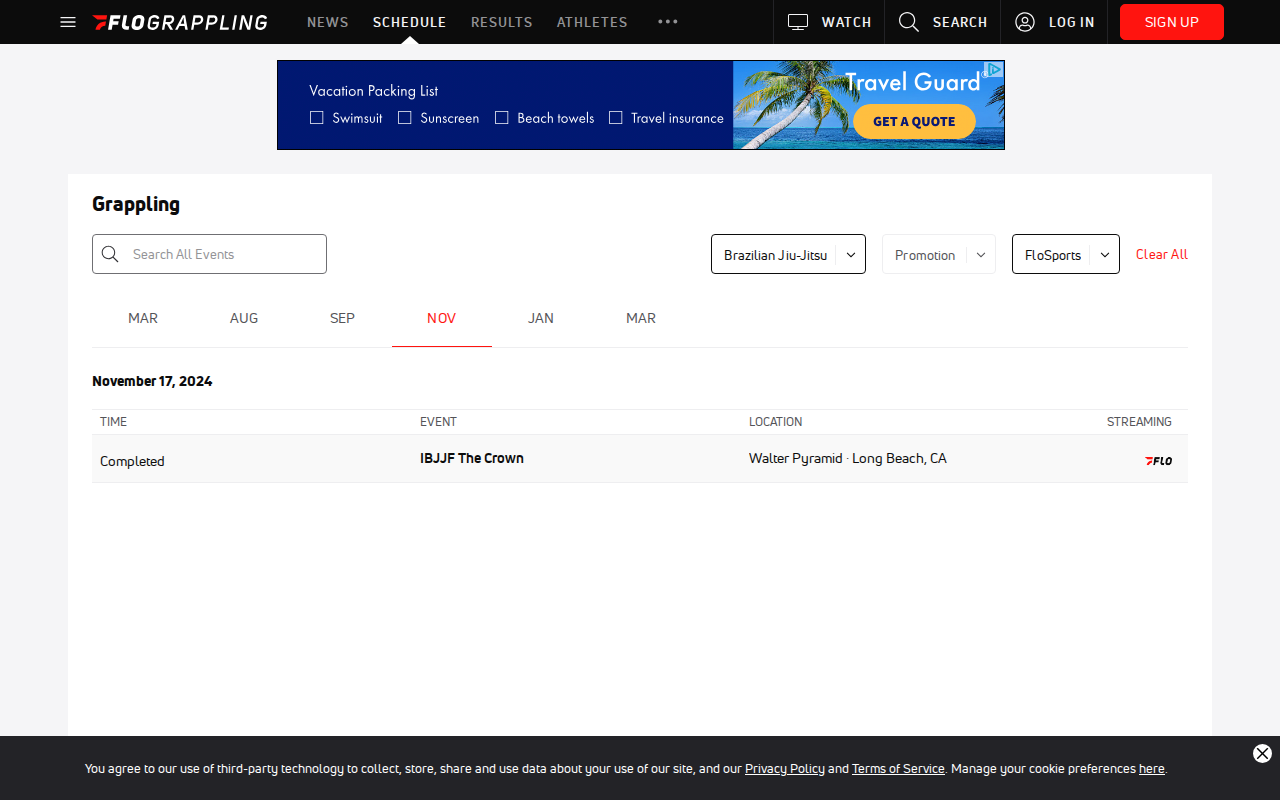 FLOGRAPPLING NEWS SCHEDULE RESULTS ATHLETES WATCH SEARCH LOG IN SIGN UP
Vacation Packing List
Swimsuit Sunscreen Beach towels Travel insurance
Travel Guard
GET A QUOTE
Grappling
Search All Events Brazilian Jiu-Jitsu Promotion FloSports Clear All
MAR AUG SEP NOV JAN MAR
November 17, 2024
TIME EVENT LOCATION STREAMING
Completed IBJJF The Crown Walter Pyramid · Long Beach, CA FLO
You agree to our use of third-party technology to collect, store, share and use data about your use of our site, and our Privacy Policy and Terms of Service. Manage your cookie preferences here.